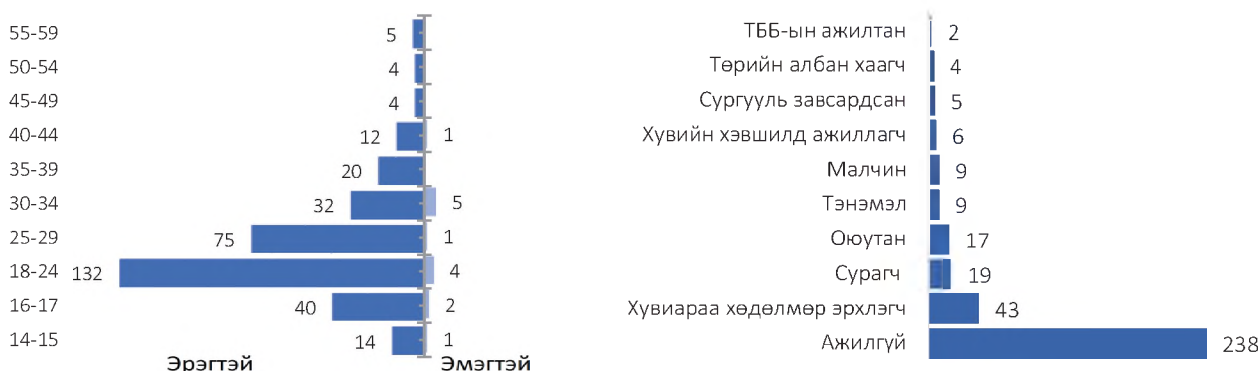 55-59 5
50-54 4
45-49 4
40-44 12 1
35-39 20
30-34 32 5
25-29 75 1
18-24 132 4
16-17 40 2
14-15 14 1
Эрэгтэй Эмэгтэй
ТББ-ын ажилтан 2
Төрийн албан хаагч 4
Сургууль завсардсан 5
Хувийн хэвшилд ажиллагч 6
Малчин 9
Тэнэмэл 9
Оюутан 17
Сурагч 19
Хувиараа хөдөлмөр эрхлэгч 43
Ажилгүй 238